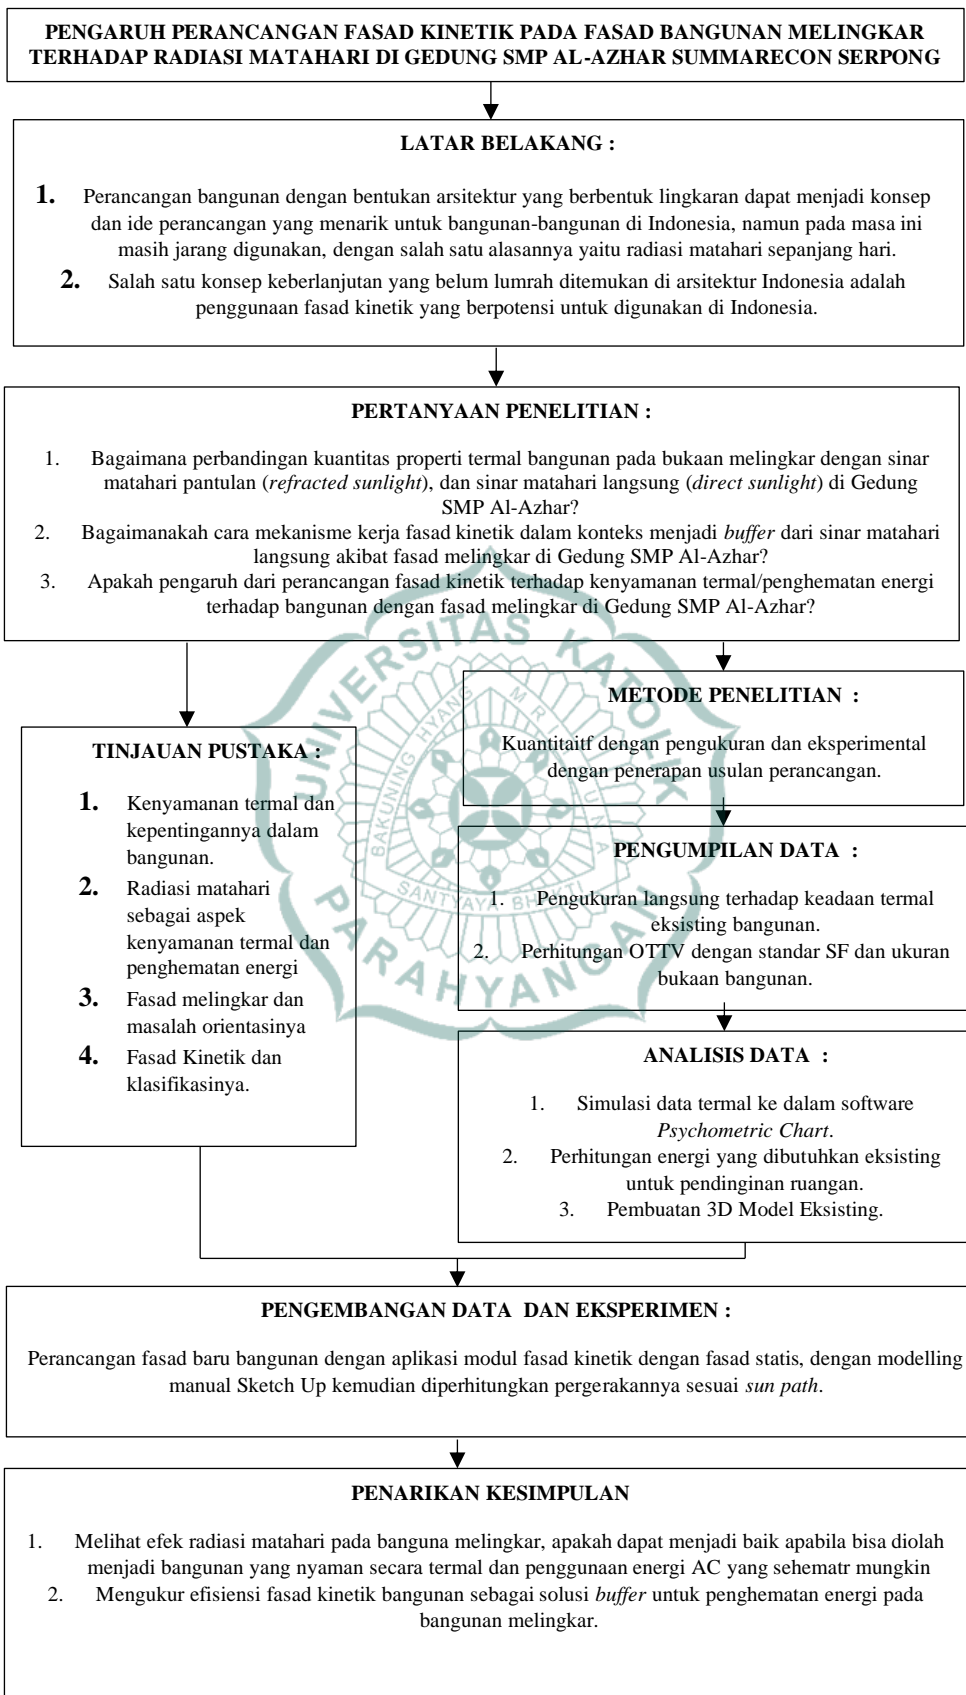 PENGARUH PERANCANGAN FASAD KINETIK PADA FASAD BANGUNAN MELINGKAR
TERHADAP RADIASI MATAHARI DI GEDUNG SMP AL-AZHAR SUMMARECON SERPONG
LATAR BELAKANG :
1. Perancangan bangunan dengan bentukan arsitektur yang berbentuk lingkaran dapat menjadi konsep
dan ide perancangan yang menarik untuk bangunan-bangunan di Indonesia, namun pada masa ini
masih jarang digunakan, dengan salah satu alasannya yaitu radiasi matahari sepanjang hari.
2. Salah satu konsep keberlanjutan yang belum lumrah ditemukan di arsitektur Indonesia adalah
penggunaan fasad kinetik yang berpotensi untuk digunakan di Indonesia.
PERTANYAAN PENELITIAN :
1. Bagaimana perbandingan kuantitas properti termal bangunan pada bukaan melingkar dengan sinar
matahari pantulan (refracted sunlight), dan sinar matahari langsung (direct sunlight) di Gedung
SMP Al-Azhar?
2. Bagaimanakah cara mekanisme kerja fasad kinetik dalam konteks menjadi buffer dari sinar matahari
langsung akibat fasad melingkar di Gedung SMP Al-Azhar?
3. Apakah pengaruh dari perancangan fasad kinetik terhadap kenyamanan termal/penghematan energi
terhadap bangunan dengan fasad melingkar di Gedung SMP Al-Azhar?
TINJAUAN PUSTAKA :
1. Kenyamanan termal dan
kepentingannya dalam
bangunan.
2. Radiasi matahari
sebagai aspek
kenyamanan termal dan
penghematan energi
3. Fasad melingkar dan
masalah orientasinya
4. Fasad Kinetik dan
klasifikasinya.
METODE PENELITIAN :
Kuantitaitf dengan pengukuran dan eksperimental
dengan penerapan usulan perancangan.
PENGUMPILAN DATA :
1. Pengukuran langsung terhadap keadaan termal
eksisting bangunan.
2. Perhitungan OTTV dengan standar SF dan ukuran
bukaan bangunan.
ANALISIS DATA :
1. Simulasi data termal ke dalam software
Psychometric Chart.
2. Perhitungan energi yang dibutuhkan eksisting
untuk pendinginan ruangan.
3. Pembuatan 3D Model Eksisting.
PENGEMBANGAN DATA DAN EKSPERIMEN :
Perancangan fasad baru bangunan dengan aplikasi modul fasad kinetik dengan fasad statis, dengan modelling
manual Sketch Up kemudian diperhitungkan pergerakannya sesuai sun path.
PENARIKAN KESIMPULAN
1. Melihat efek radiasi matahari pada banguna melingkar, apakah dapat menjadi baik apabila bisa diolah
menjadi bangunan yang nyaman secara termal dan penggunaan energi AC yang sehematr mungkin
2. Mengukur efisiensi fasad kinetik bangunan sebagai solusi buffer untuk penghematan energi pada
bangunan melingkar.
UNIVERSITAS KATOLIK
PARAHYANGAN
BAKUNING HYANG MRIH GUNA
SANTYAYA BHAKTI